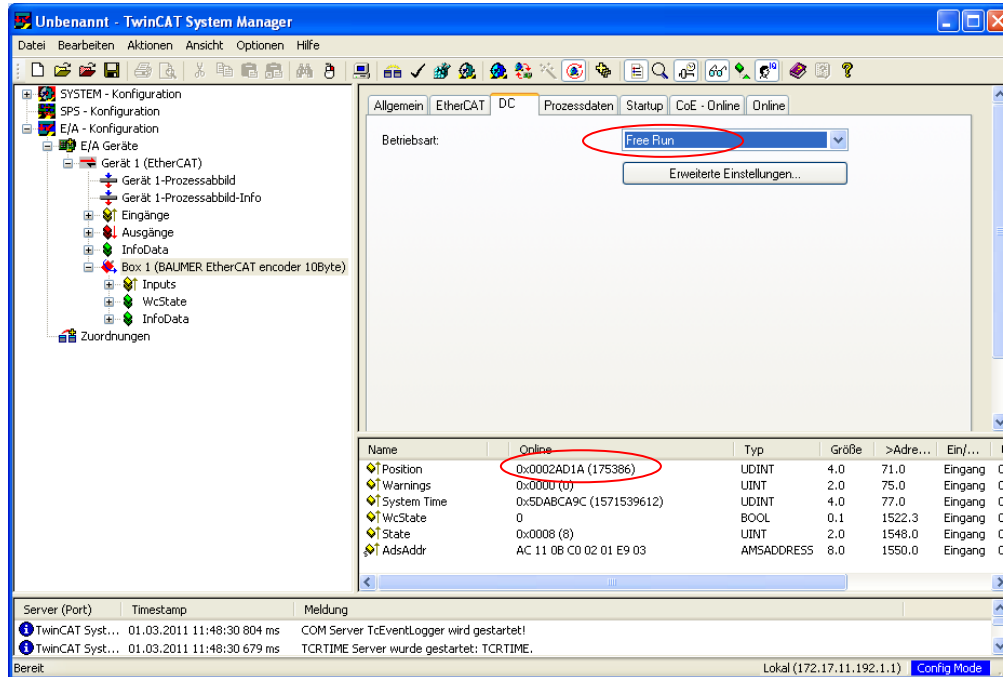 Unbenannt - TwinCAT System Manager
Datei Bearbeiten Aktionen Ansicht Optionen Hilfe
SYSTEM - Konfiguration
SPS - Konfiguration
E/A - Konfiguration
E/A Geräte
Gerät 1 (EtherCAT)
Gerät 1-Prozessabbild
Gerät 1-Prozessabbild-Info
Eingänge
Ausgänge
InfoData
Box 1 (BAUMER EtherCAT encoder 10Byte)
Inputs
WcState
InfoData
Zuordnungen
Allgemein EtherCAT DC Prozessdaten Startup CoE - Online Online
Betriebsart: Free Run
Erweiterte Einstellungen...
Name Online Typ Größe >Adre... Ein/...
Position 0x0002AD1A (175386) UDINT 4.0 71.0 Eingang
Warnings 0x0000 (0) UINT 2.0 75.0 Eingang
System Time 0x5DABCA9C (1571539612) UDINT 4.0 77.0 Eingang
WcState 0 BOOL 0.1 1522.3 Eingang
State 0x0008 (8) UINT 2.0 1548.0 Eingang
AdsAddr AC 11 0B C0 02 01 E9 03 AMSADDRESS 8.0 1550.0 Eingang
Server (Port) Timestamp Meldung
TwinCAT Syst... 01.03.2011 11:48:30 804 ms COM Server TcEventLogger wird gestartet!
TwinCAT Syst... 01.03.2011 11:48:30 679 ms TCRTIME Server wurde gestartet: TCRTIME.
Bereit Lokal (172.17.11.192.1.1) Config Mode